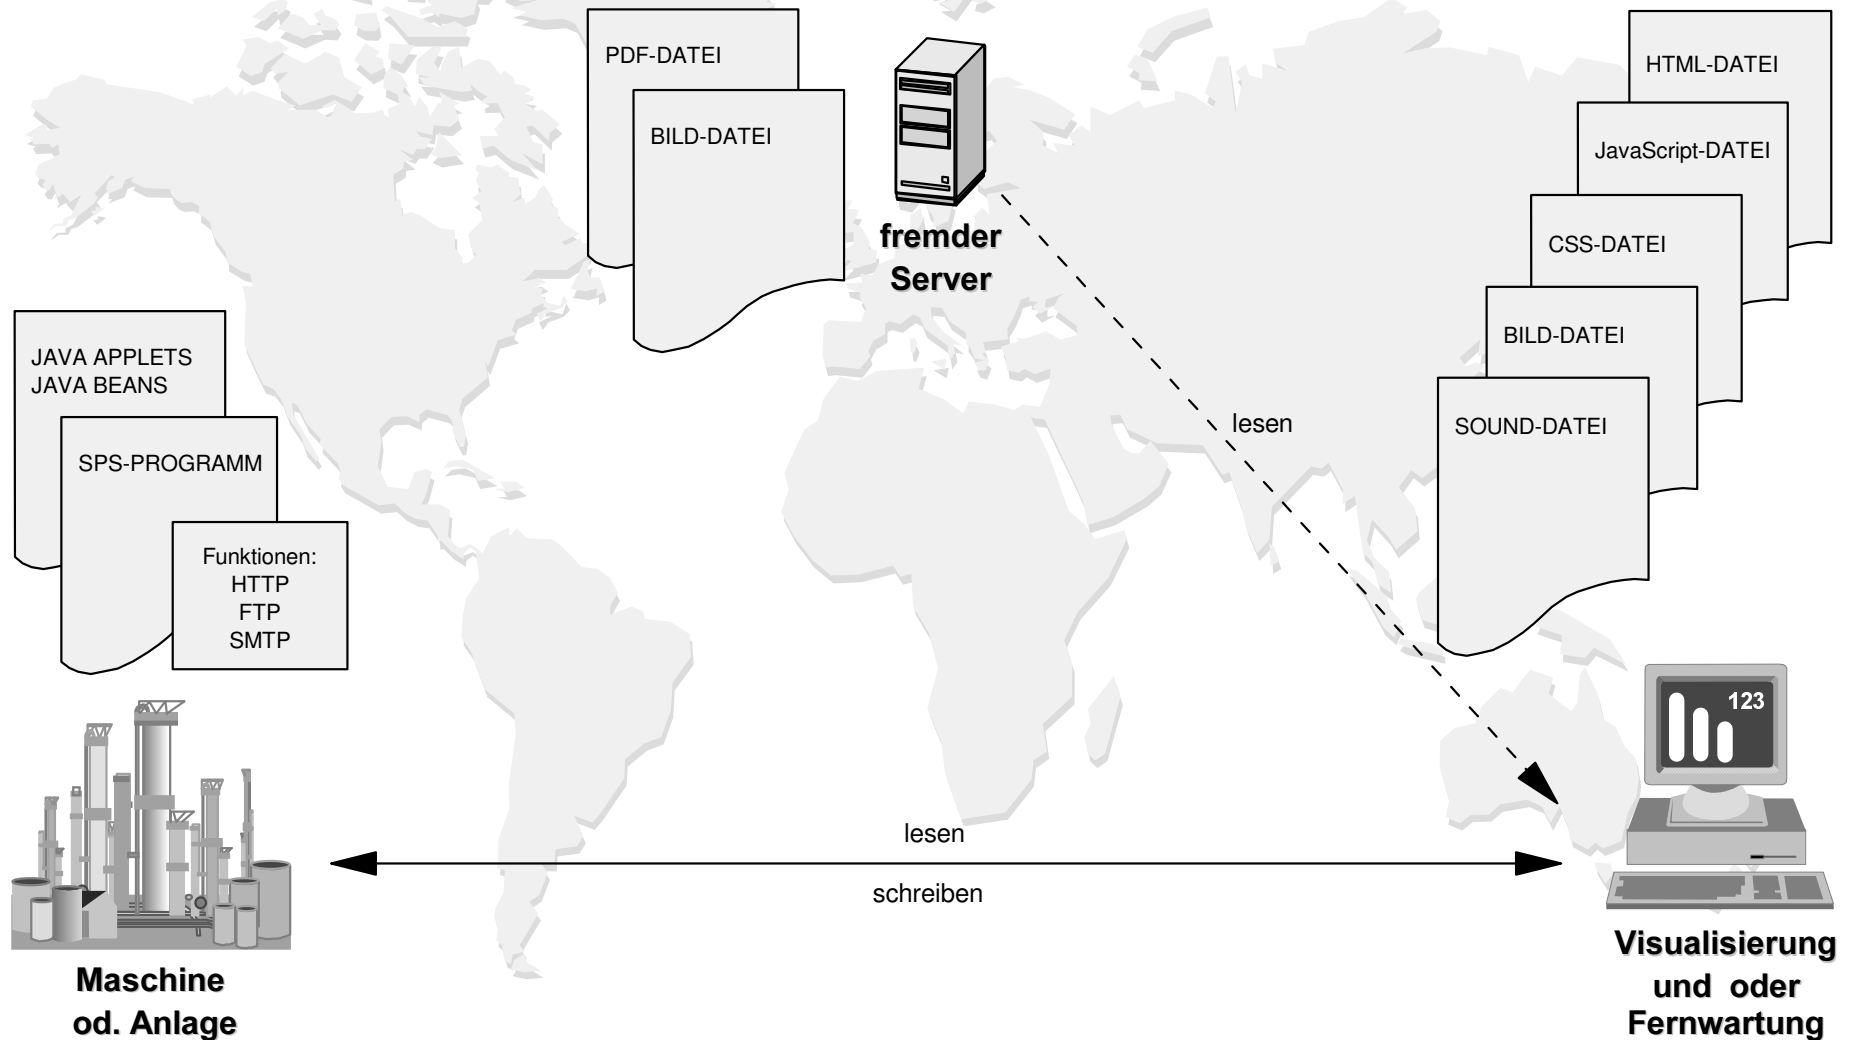 PDF-DATEI
BILD-DATEI
fremder
Server
HTML-DATEI
JavaScript-DATEI
CSS-DATEI
BILD-DATEI
SOUND-DATEI
JAVA APPLETS
JAVA BEANS
SPS-PROGRAMM
Funktionen:
HTTP
FTP
SMTP
lesen
123
lesen
schreiben
Maschine
od. Anlage
Visualisierung
und oder
Fernwartung